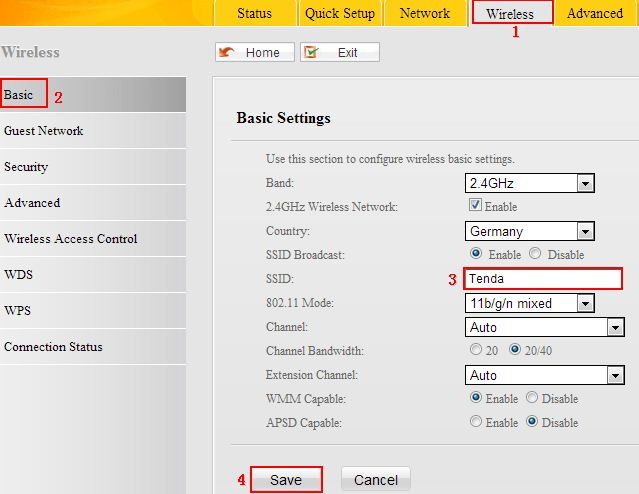 Status Quick Setup Network Wireless Advanced
1
Wireless
Home Exit
Basic 2
Guest Network
Security
Advanced
Wireless Access Control
WDS
WPS
Connection Status
Basic Settings
Use this section to configure wireless basic settings.
Band: 2.4GHz
2.4GHz Wireless Network: Enable
Country: Germany
SSID Broadcast: Enable Disable
SSID: 3 Tenda
802.11 Mode: 11b/g/n mixed
Channel: Auto
Channel Bandwidth: 20 20/40
Extension Channel: Auto
WMM Capable: Enable Disable
APSD Capable: Enable Disable
4 Save Cancel